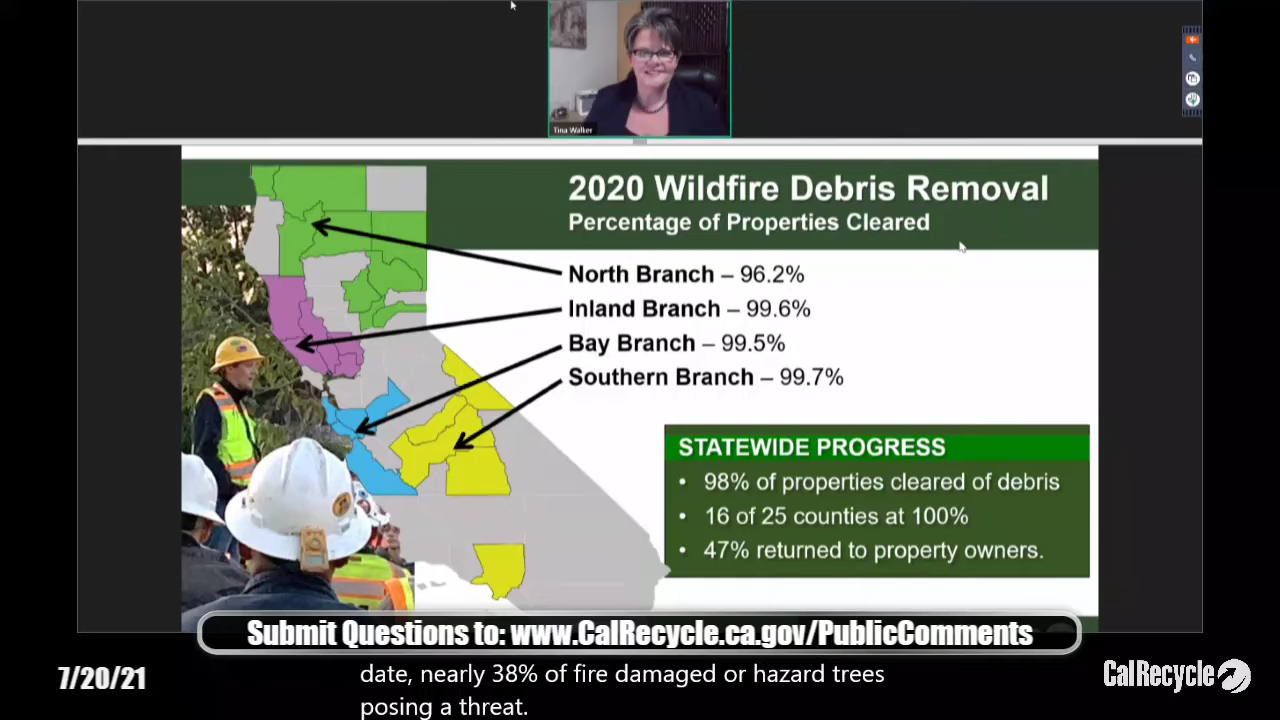 Tina Walker
2020 Wildfire Debris Removal
Percentage of Properties Cleared
North Branch – 96.2%
Inland Branch – 99.6%
Bay Branch – 99.5%
Southern Branch – 99.7%
STATEWIDE PROGRESS
• 98% of properties cleared of debris
• 16 of 25 counties at 100%
• 47% returned to property owners.
Submit Questions to: www.CalRecycle.ca.gov/PublicComments
7/20/21
date, nearly 38% of fire damaged or hazard trees
posing a threat.
CalRecycle